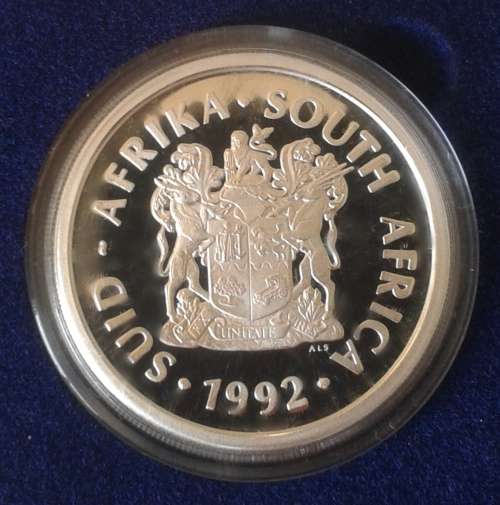 SUID-AFRIKA · SOUTH AFRICA
· 1992 ·
UNITATE
ALS